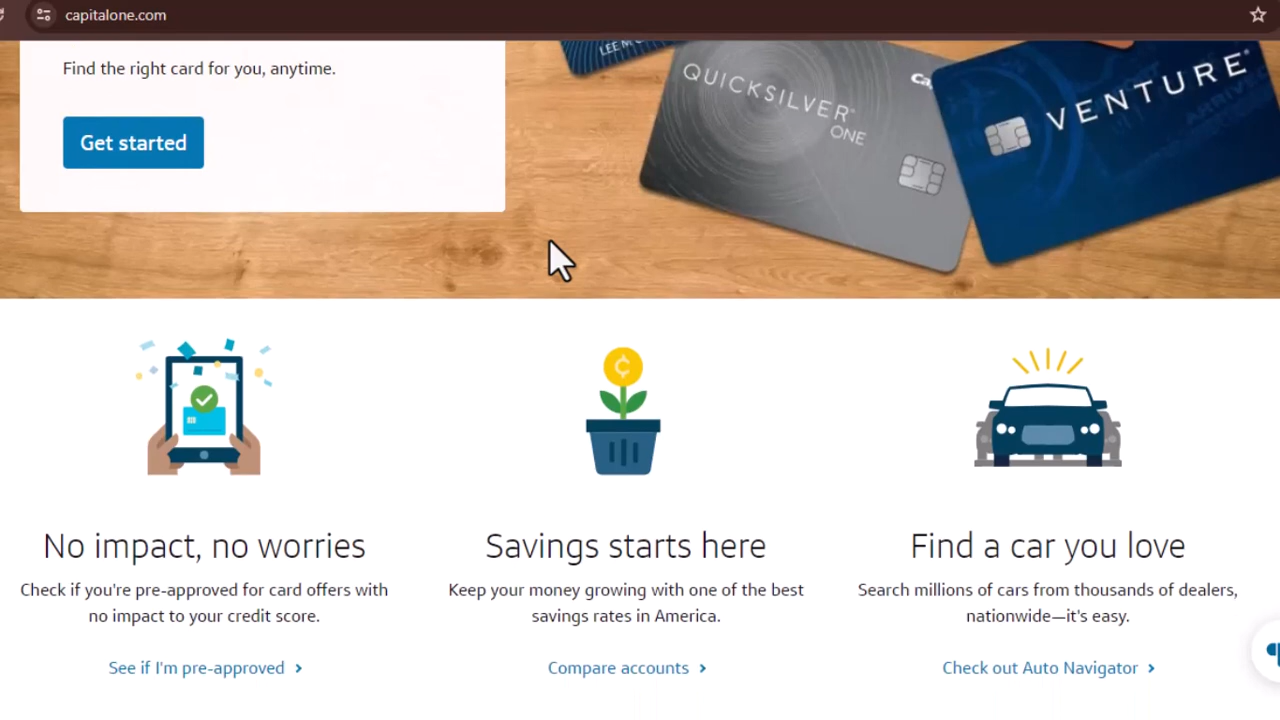 capitalone.com
Find the right card for you, anytime.
Get started
LEE M
QUICKSILVER
ONE
Ca
VENTURE®
¢
No impact, no worries
Check if you're pre-approved for card offers with
no impact to your credit score.
See if I'm pre-approved >
Savings starts here
Keep your money growing with one of the best
savings rates in America.
Compare accounts >
Find a car you love
Search millions of cars from thousands of dealers,
nationwide—it's easy.
Check out Auto Navigator >